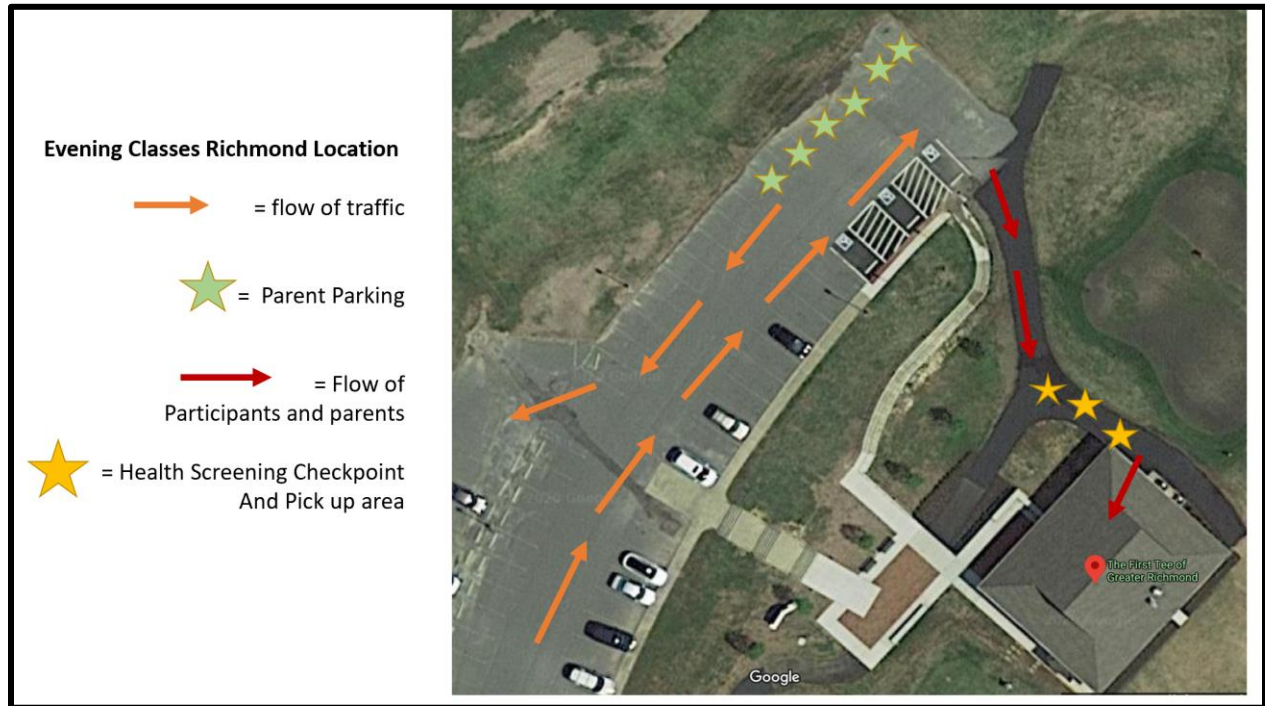 Evening Classes Richmond Location
= flow of traffic
= Parent Parking
= Flow of
Participants and parents
= Health Screening Checkpoint
And Pick up area
The First Tee of
Greater Richmond
Google